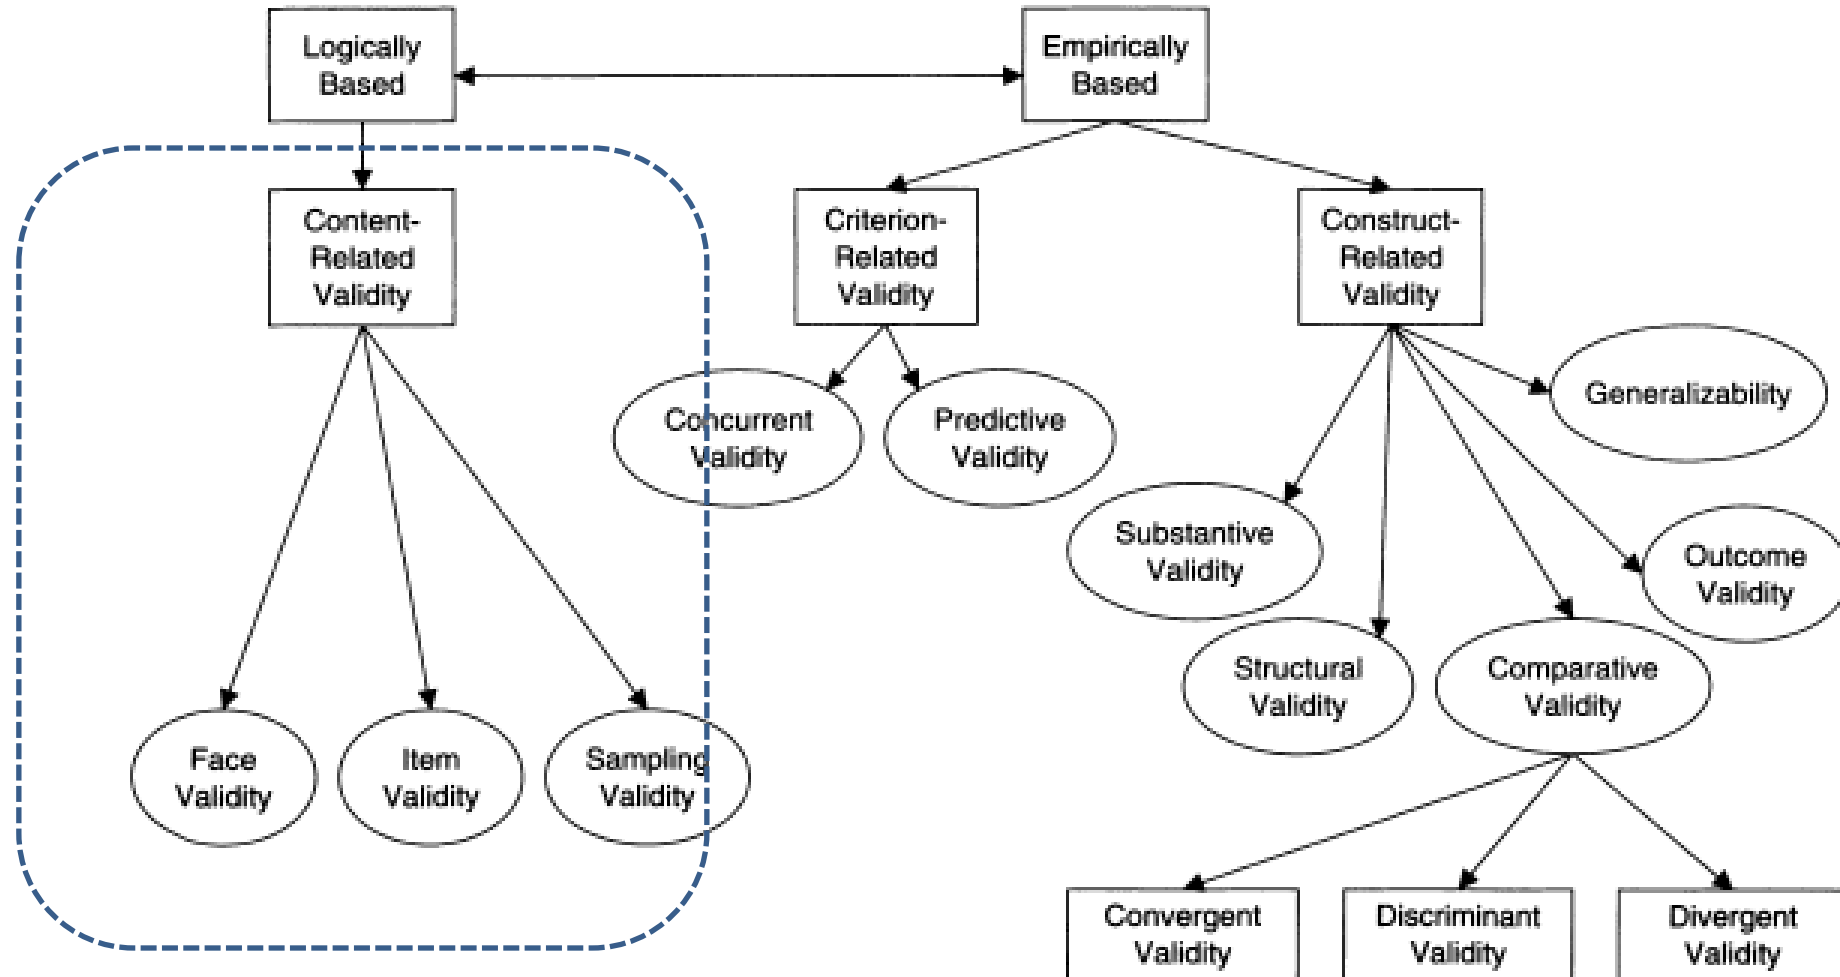 Logically
Based
Empirically
Based
Content-
Related
Validity
Criterion-
Related
Validity
Construct-
Related
Validity
Concurrent
Validity
Predictive
Validity
Generalizability
Substantive
Validity
Outcome
Validity
Structural
Validity
Comparative
Validity
Face
Validity
Item
Validity
Sampling
Validity
Convergent
Validity
Discriminant
Validity
Divergent
Validity